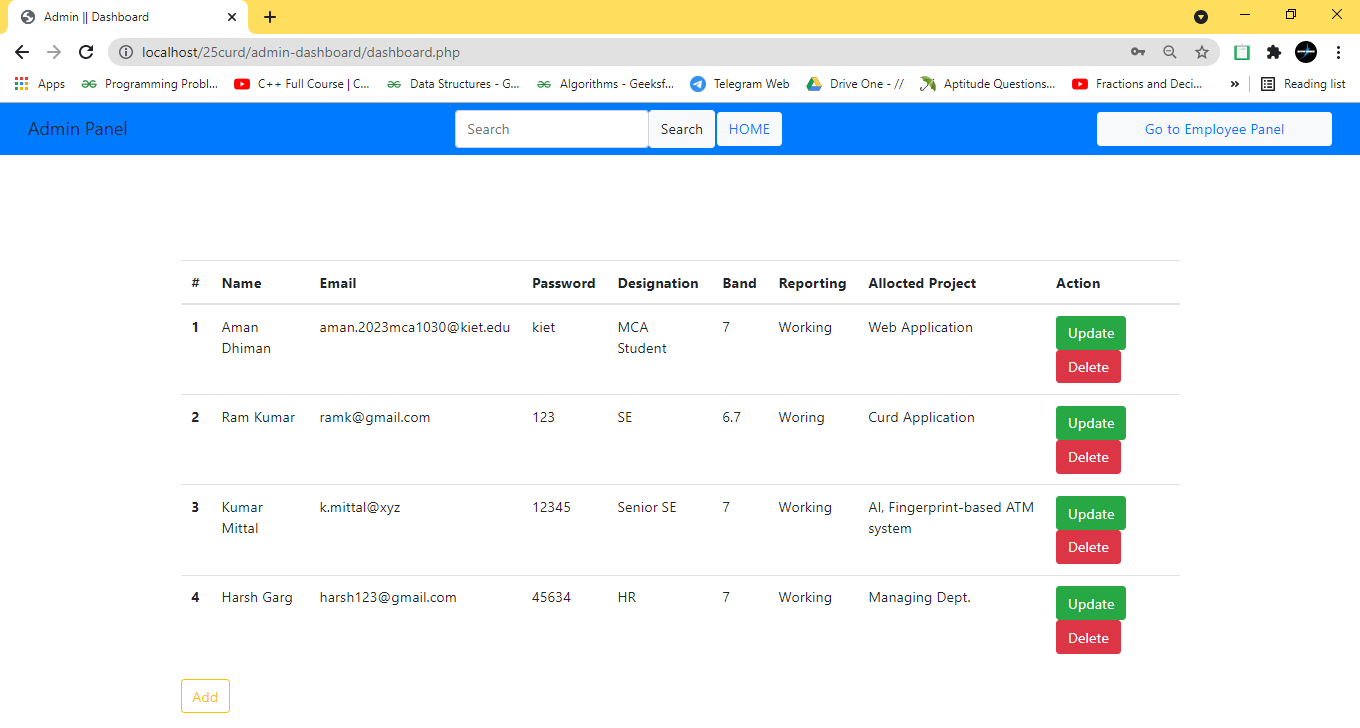 Admin || Dashboard
localhost/25curd/admin-dashboard/dashboard.php
Apps Programming Probl... C++ Full Course | C... Data Structures - G... Algorithms - Geeksf... Telegram Web Drive One - // Aptitude Questions... Fractions and Deci... » Reading list
Admin Panel Search Search HOME Go to Employee Panel
# Name Email Password Designation Band Reporting Allocted Project Action
1 Aman aman.2023mca1030@kiet.edu kiet MCA 7 Working Web Application Update
Dhiman Student
Delete
2 Ram Kumar ramk@gmail.com 123 SE 6.7 Woring Curd Application Update
Delete
3 Kumar k.mittal@xyz 12345 Senior SE 7 Working AI, Fingerprint-based ATM Update
Mittal system
Delete
4 Harsh Garg harsh123@gmail.com 45634 HR 7 Working Managing Dept. Update
Delete
Add